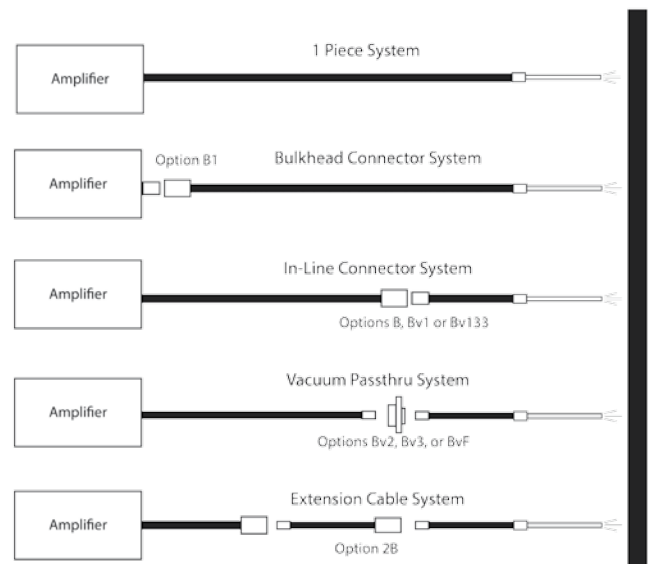 1 Piece System
Amplifier
Option B1
Bulkhead Connector System
Amplifier
In-Line Connector System
Amplifier
Options B, Bv1 or Bv133
Vacuum Passthru System
Amplifier
Options Bv2, Bv3, or BvF
Extension Cable System
Amplifier
Option 2B